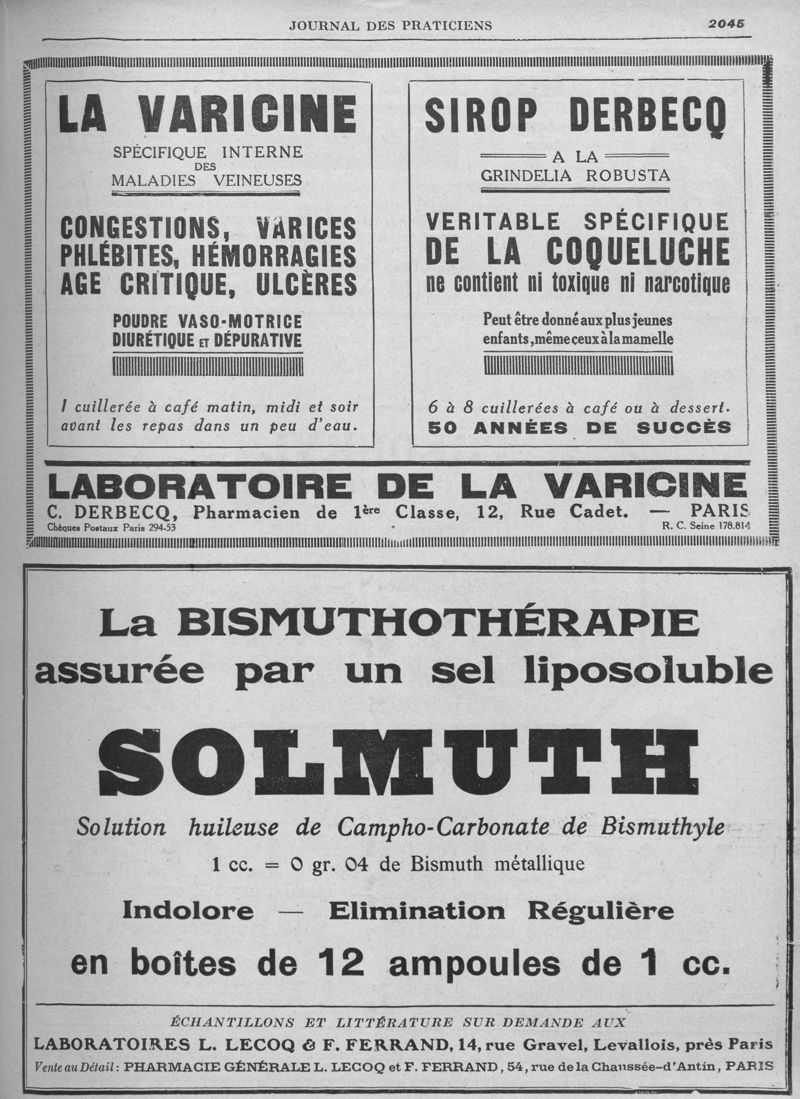 JOURNAL DES PRATICIENS
2045
LA VARICINE
SPÉCIFIQUE INTERNE
DES
MALADIES VEINEUSES
CONGESTIONS, VARICES
PHLÉBITES, HÉMORRAGIES
AGE CRITIQUE, ULCÈRES
POUDRE VASO-MOTRICE
DIURÉTIQUE ET DÉPURATIVE
1 cuillerée à café matin, midi et soir
avant les repas dans un peu d'eau.
SIROP DERBECQ
A LA
GRINDELIA ROBUSTA
VERITABLE SPÉCIFIQUE
DE LA COQUELUCHE
ne contient ni toxique ni narcotique
Peut être donné aux plus jeunes
enfants, même ceux à la mamelle
6 à 8 cuillerées à café ou à dessert.
50 ANNÉES DE SUCCÈS
LABORATOIRE DE LA VARICINE
C. DERBECQ, Pharmacien de 1ère Classe, 12, Rue Cadet. — PARIS
Chèques Postaux Paris 294-53
R. C. Seine 178.814
La BISMUTHOTHÉRAPIE
assurée par un sel liposoluble
SOLMUTH
Solution huileuse de Campho-Carbonate de Bismuthyle
1 cc. = 0 gr. 04 de Bismuth métallique
Indolore — Elimination Régulière
en boîtes de 12 ampoules de 1 cc.
ÉCHANTILLONS ET LITTÉRATURE SUR DEMANDE AUX
LABORATOIRES L. LECOQ & F. FERRAND, 14, rue Gravel, Levallois, près Paris
Vente au Détail : PHARMACIE GÉNÉRALE L. LECOQ et F. FERRAND, 54, rue de la Chaussée-d'Antin, PARIS